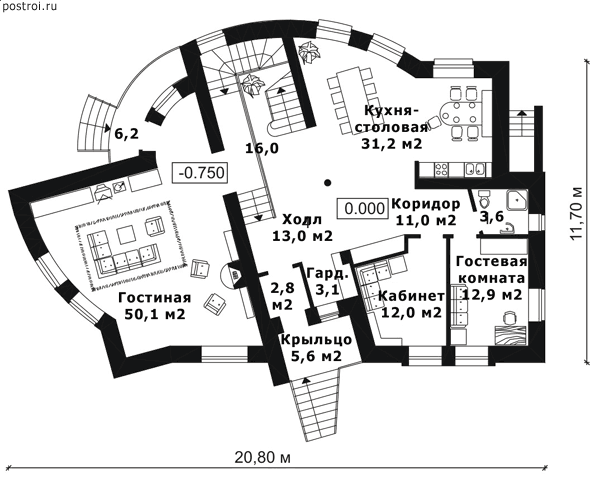 postroi.ru
6,2
-0.750
16,0
Кухня-
столовая
31,2 м2
0.000
Коридор
11,0 м2
3,6
Холл
13,0 м2
Гостиная
50,1 м2
2,8
м2
Гард.
3,1
Кабинет
12,0 м2
Гостевая
комната
12,9 м2
Крыльцо
5,6 м2
11,70 м
20,80 м